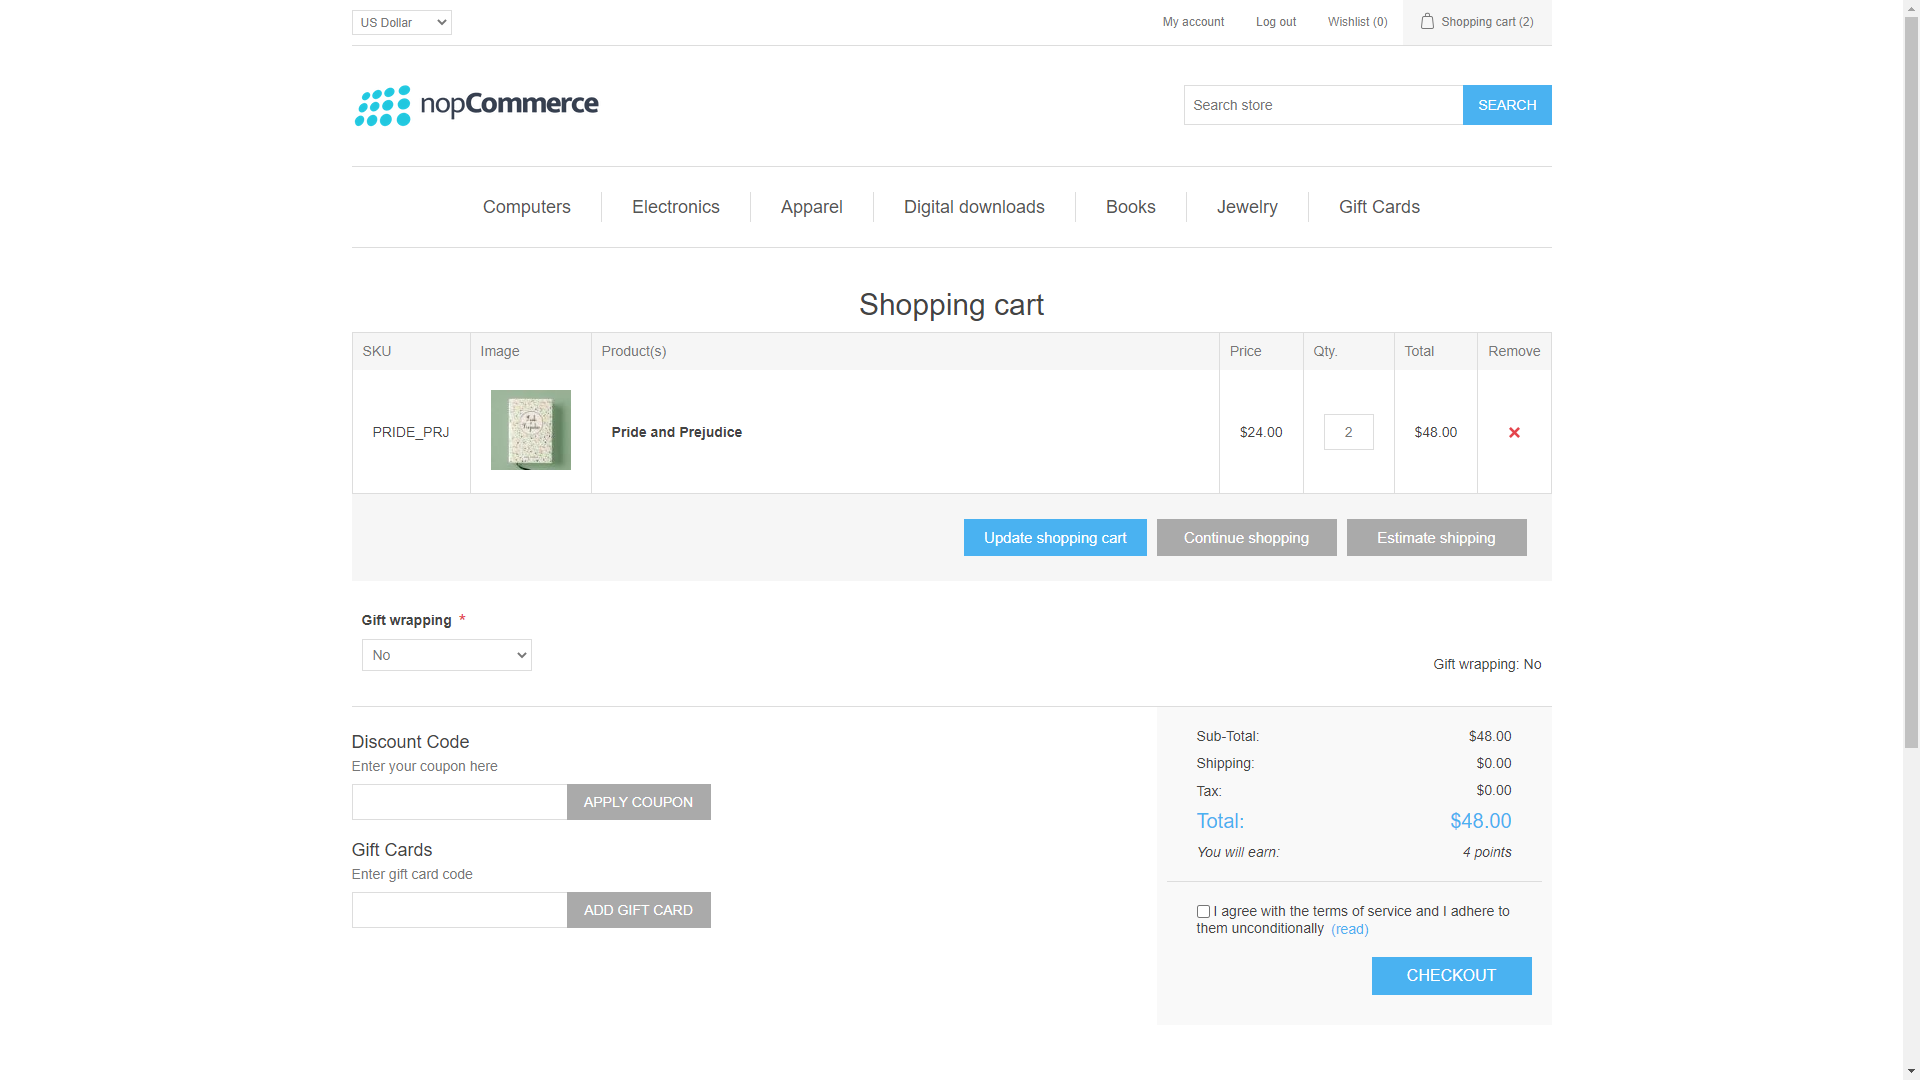 US Dollar
My account
Log out
Wishlist (0)
Shopping cart (2)
nopCommerce
Search store
SEARCH
Computers
Electronics
Apparel
Digital downloads
Books
Jewelry
Gift Cards
Shopping cart
SKU Image Product(s) Price Qty. Total Remove
PRIDE_PRJ Pride and Prejudice $24.00 2 $48.00
Update shopping cart
Continue shopping
Estimate shipping
Gift wrapping *
No
Gift wrapping: No
Discount Code
Enter your coupon here
APPLY COUPON
Gift Cards
Enter gift card code
ADD GIFT CARD
Sub-Total: $48.00
Shipping: $0.00
Tax: $0.00
Total: $48.00
You will earn: 4 points
I agree with the terms of service and I adhere to
them unconditionally (read)
CHECKOUT